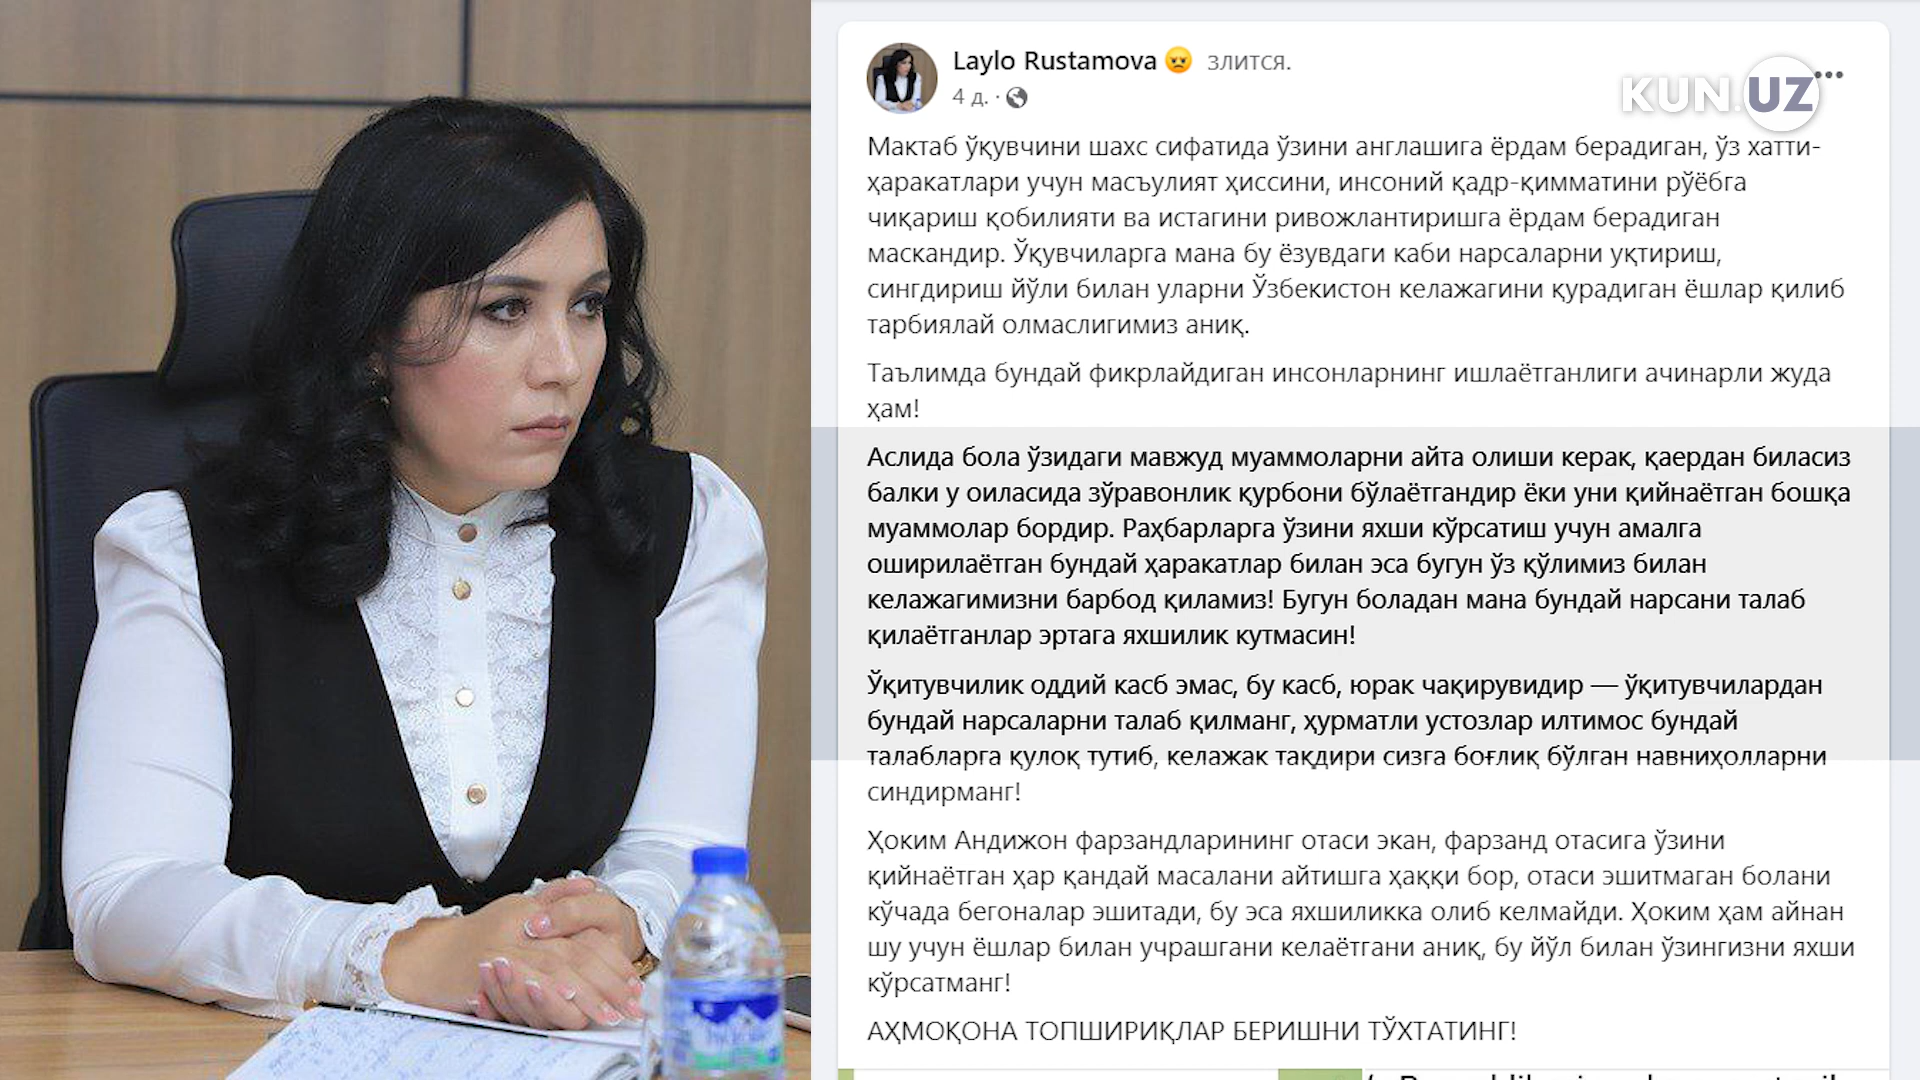 Laylo Rustamova 😠 злится.
4 д. ·
KUN.UZ
Мактаб ўқувчини шахс сифатида ўзини англашига ёрдам берадиган, ўз хатти-
ҳаракатлари учун масъулият ҳиссини, инсоний қадр-қимматини рўёбга
чиқариш қобилияти ва истагини ривожлантиришга ёрдам берадиган
маскандир. Ўқувчиларга мана бу ёзувдаги каби нарсаларни уқтириш,
сингдириш йўли билан уларни Ўзбекистон келажагини қурадиган ёшлар қилиб
тарбиялай олмаслигимиз аниқ.
Таълимда бундай фикрлайдиган инсонларнинг ишлаётганлиги ачинарли жуда
ҳам!
Аслида бола ўзидаги мавжуд муаммоларни айта олиши керак, қаердан биласиз
балки у оиласида зўравонлик қурбони бўлаётгандир ёки уни қийнаётган бошқа
муаммолар бордир. Раҳбарларга ўзини яхши кўрсатиш учун амалга
оширилаётган бундай ҳаракатлар билан эса бугун ўз қўлимиз билан
келажагимизни барбод қиламиз! Бугун боладан мана бундай нарсани талаб
қилаётганлар эртага яхшилик кутмасин!
Ўқитувчилик оддий касб эмас, бу касб, юрак чақирувидир — ўқитувчилардан
бундай нарсаларни талаб қилманг, ҳурматли устозлар илтимос бундай
талабларга қулоқ тутиб, келажак тақдири сизга боғлиқ бўлган навниҳолларни
синдирманг!
Ҳоким Андижон фарзандларининг отаси экан, фарзанд отасига ўзини
қийнаётган ҳар қандай масалани айтишга ҳаққи бор, отаси эшитмаган болани
кўчада бегоналар эшитади, бу эса яхшиликка олиб келмайди. Ҳоким ҳам айнан
шу учун ёшлар билан учрашгани келаётгани аниқ, бу йўл билан ўзингизни яхши
кўрсатманг!
АҲМОҚОНА ТОПШИРИҚЛАР БЕРИШНИ ТЎХТАТИНГ!